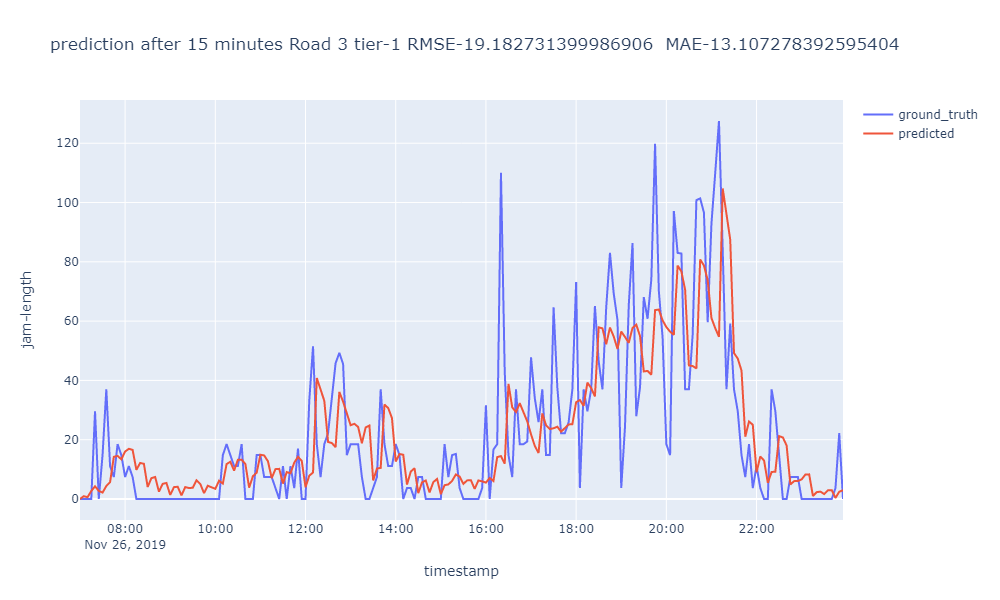 prediction after 15 minutes Road 3 tier-1 RMSE-19.182731399986906  MAE-13.107278392595404
ground_truth
predicted
120
100
80
60
40
20
0
jam-length
08:00 10:00 12:00 14:00 16:00 18:00 20:00 22:00
Nov 26, 2019
timestamp